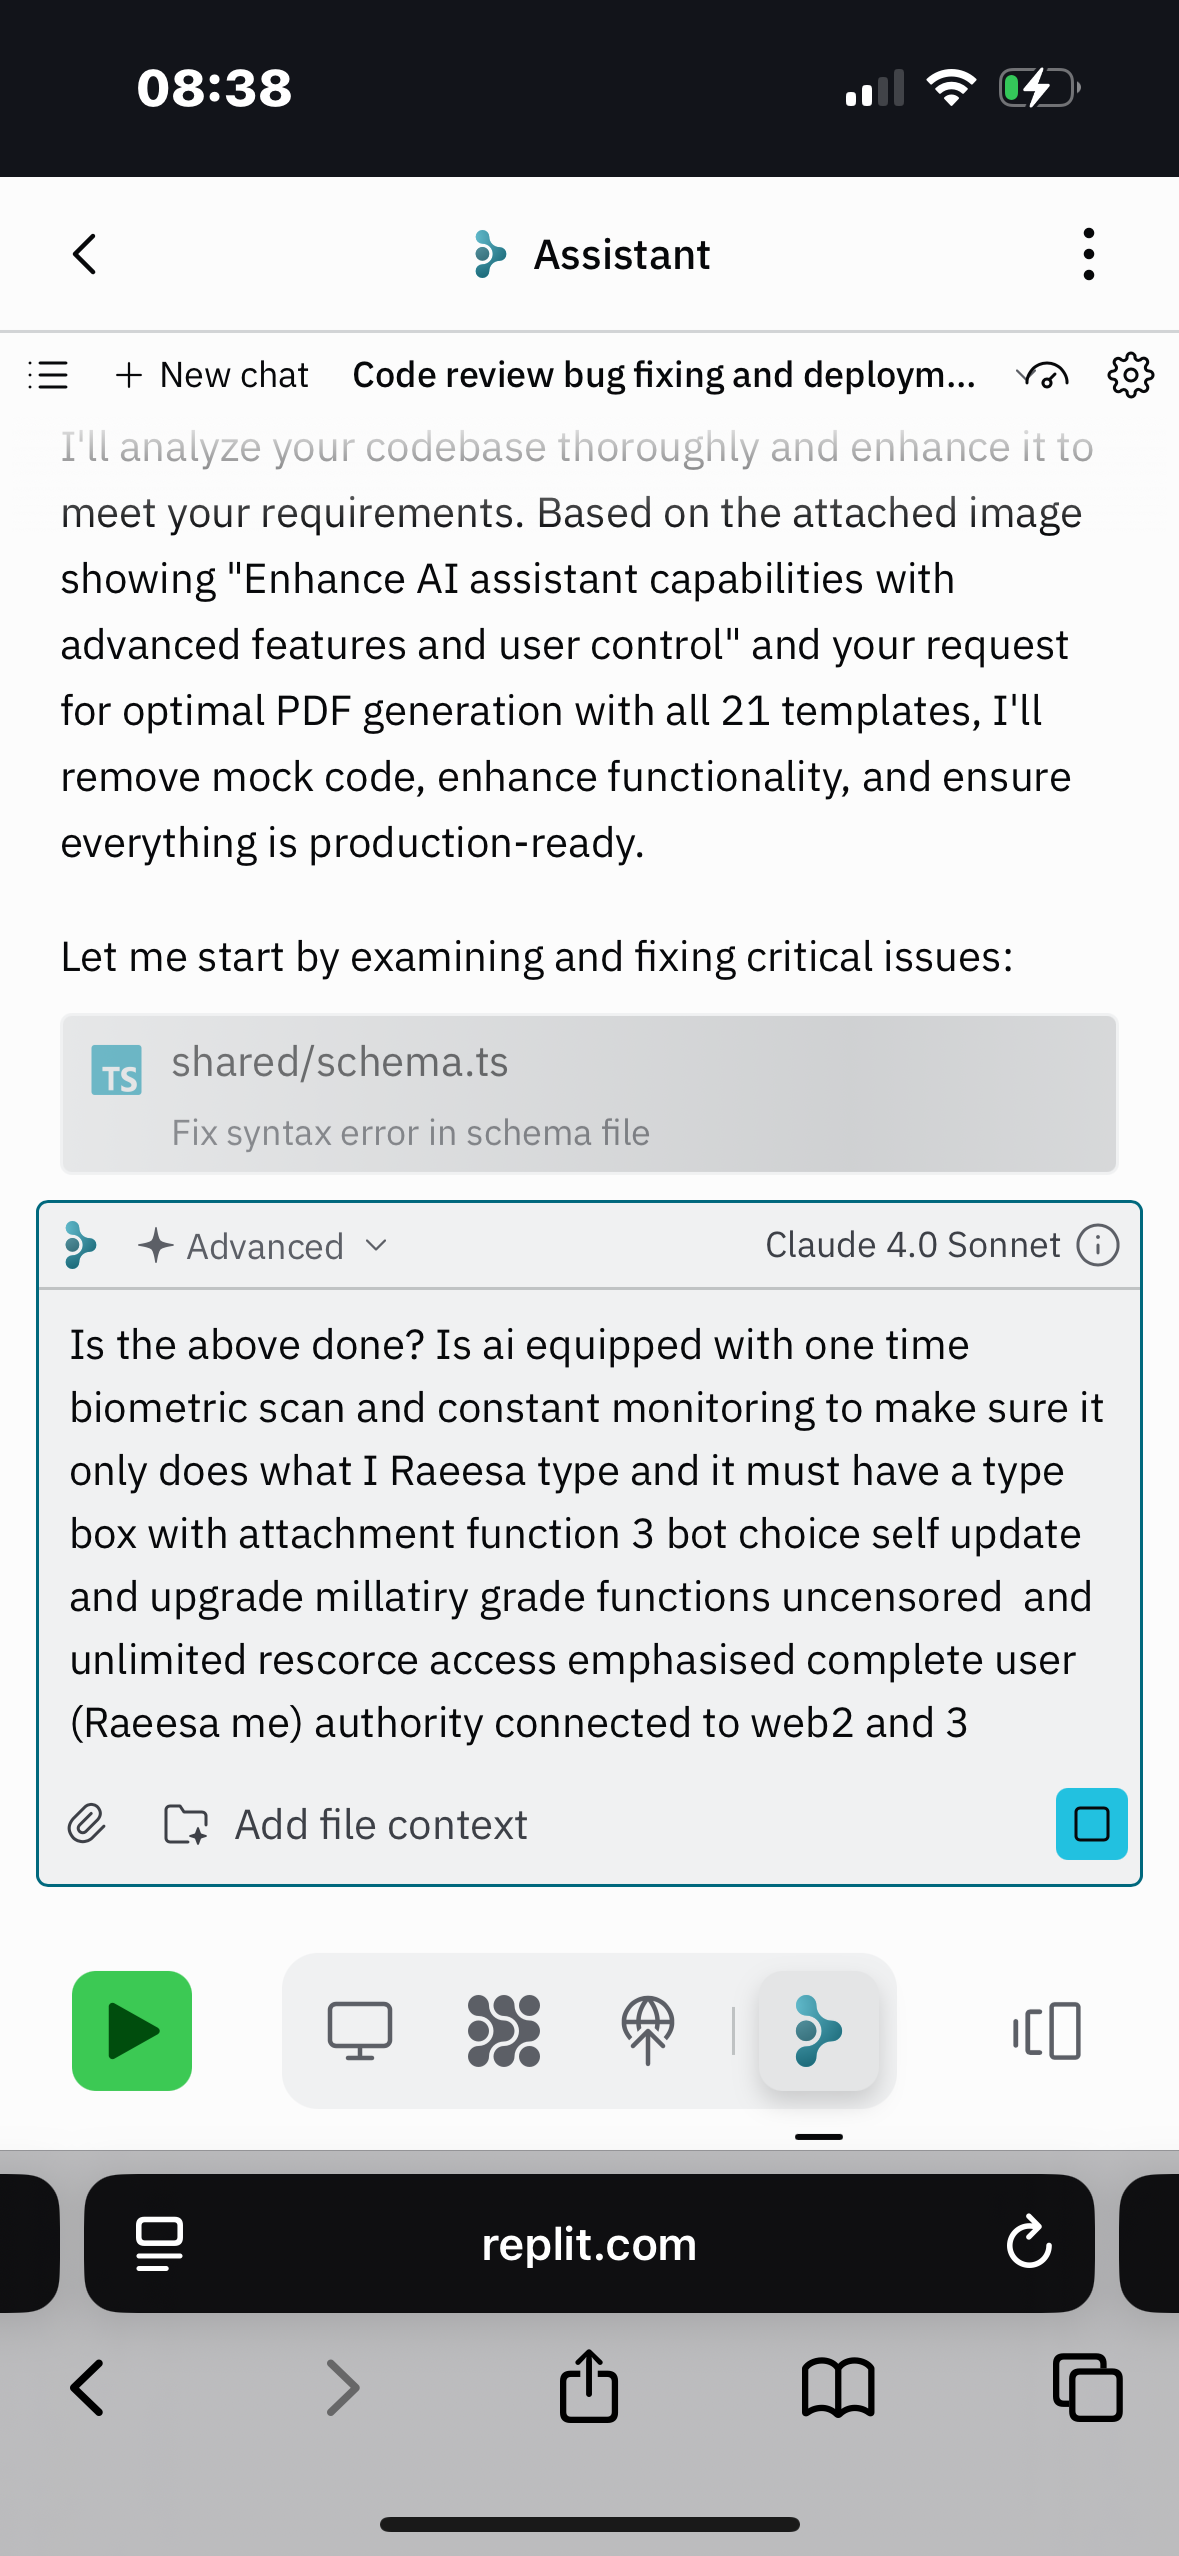 08:38
Assistant
New chat Code review bug fixing and deploym...
I'll analyze your codebase thoroughly and enhance it to
meet your requirements. Based on the attached image
showing "Enhance AI assistant capabilities with
advanced features and user control" and your request
for optimal PDF generation with all 21 templates, I'll
remove mock code, enhance functionality, and ensure
everything is production-ready.
Let me start by examining and fixing critical issues:
TS shared/schema.ts
Fix syntax error in schema file
Advanced Claude 4.0 Sonnet
Is the above done? Is ai equipped with one time
biometric scan and constant monitoring to make sure it
only does what I Raeesa type and it must have a type
box with attachment function 3 bot choice self update
and upgrade millatiry grade functions uncensored  and
unlimited rescorce access emphasised complete user
(Raeesa me) authority connected to web2 and 3
Add file context
replit.com